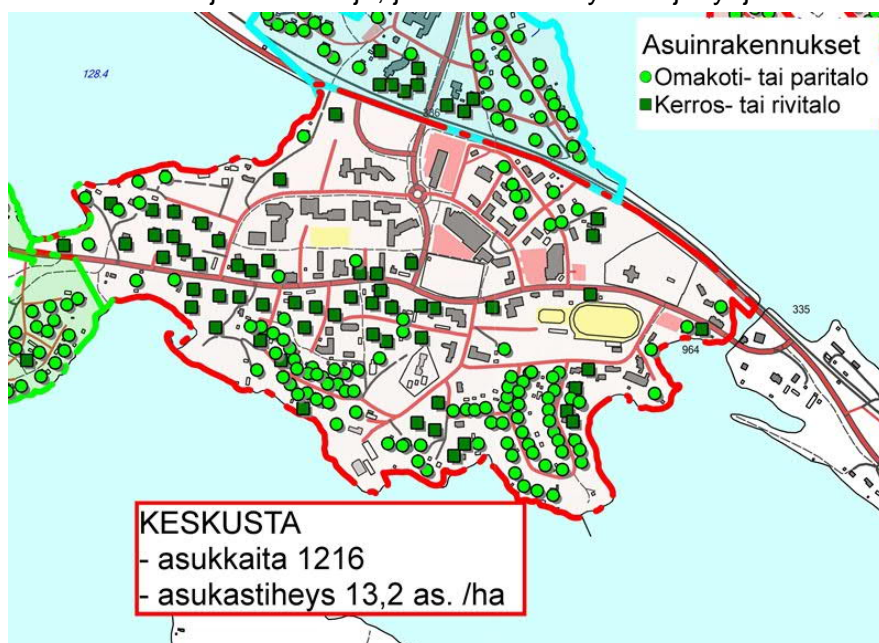 128.4
Asuinrakennukset
Omakoti- tai paritalo
Kerros- tai rivitalo
335
964
KESKUSTA
- asukkaita 1216
- asukastiheys 13,2 as. /ha